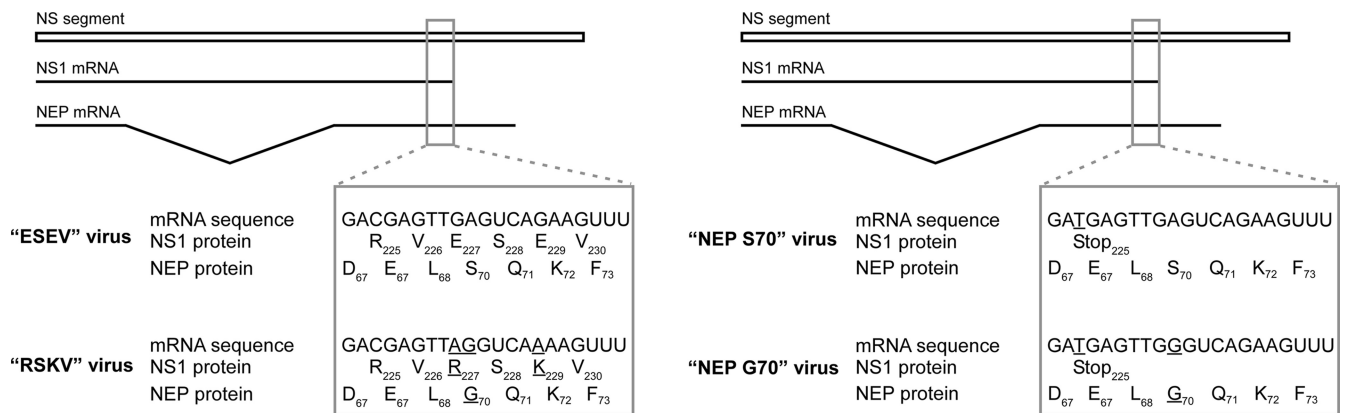 NS segment
NS1 mRNA
NEP mRNA
"ESEV" virus
mRNA sequence GACGAGTTGAGUCAGAAGUUU
NS1 protein R225 V226 E227 S228 E229 V230
NEP protein D67 E67 L68 S70 Q71 K72 F73
"RSKV" virus
mRNA sequence GACGAGTTAGGUCAAAAGUUU
NS1 protein R225 V226 R227 S228 K229 V230
NEP protein D67 E67 L68 G70 Q71 K72 F73
NS segment
NS1 mRNA
NEP mRNA
"NEP S70" virus
mRNA sequence GATGAGTTGAGUCAGAAGUUU
NS1 protein Stop225
NEP protein D67 E67 L68 S70 Q71 K72 F73
"NEP G70" virus
mRNA sequence GATGAGTTGGGUCAGAAGUUU
NS1 protein Stop225
NEP protein D67 E67 L68 G70 Q71 K72 F73